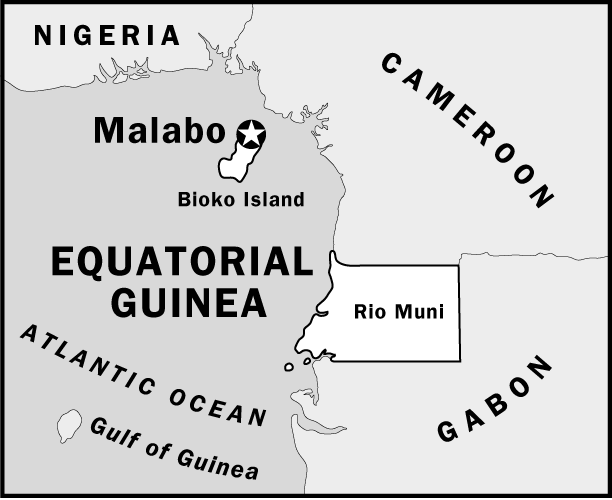 NIGERIA
CAMEROON
Malabo
Bioko Island
EQUATORIAL
GUINEA
Rio Muni
ATLANTIC OCEAN
GABON
Gulf of Guinea